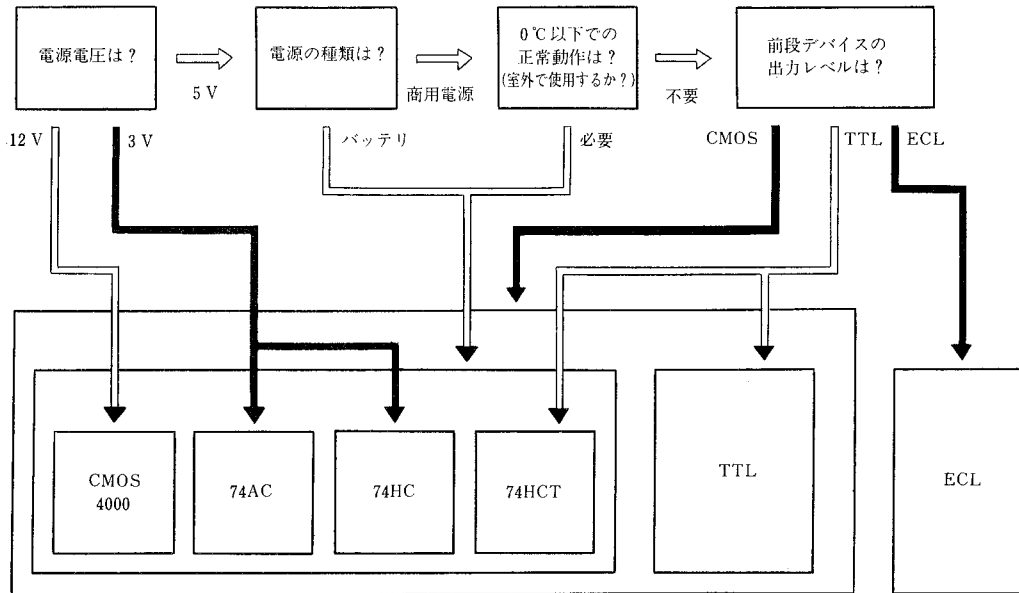 電源電圧は?
電源の種類は?
0℃以下での
正常動作は?
(室外で使用するか?)
前段デバイスの
出力レベルは?
5 V
商用電源
不要
12 V
3 V
バッテリ
必要
CMOS
TTL
ECL
CMOS
4000
74AC
74HC
74HCT
TTL
ECL